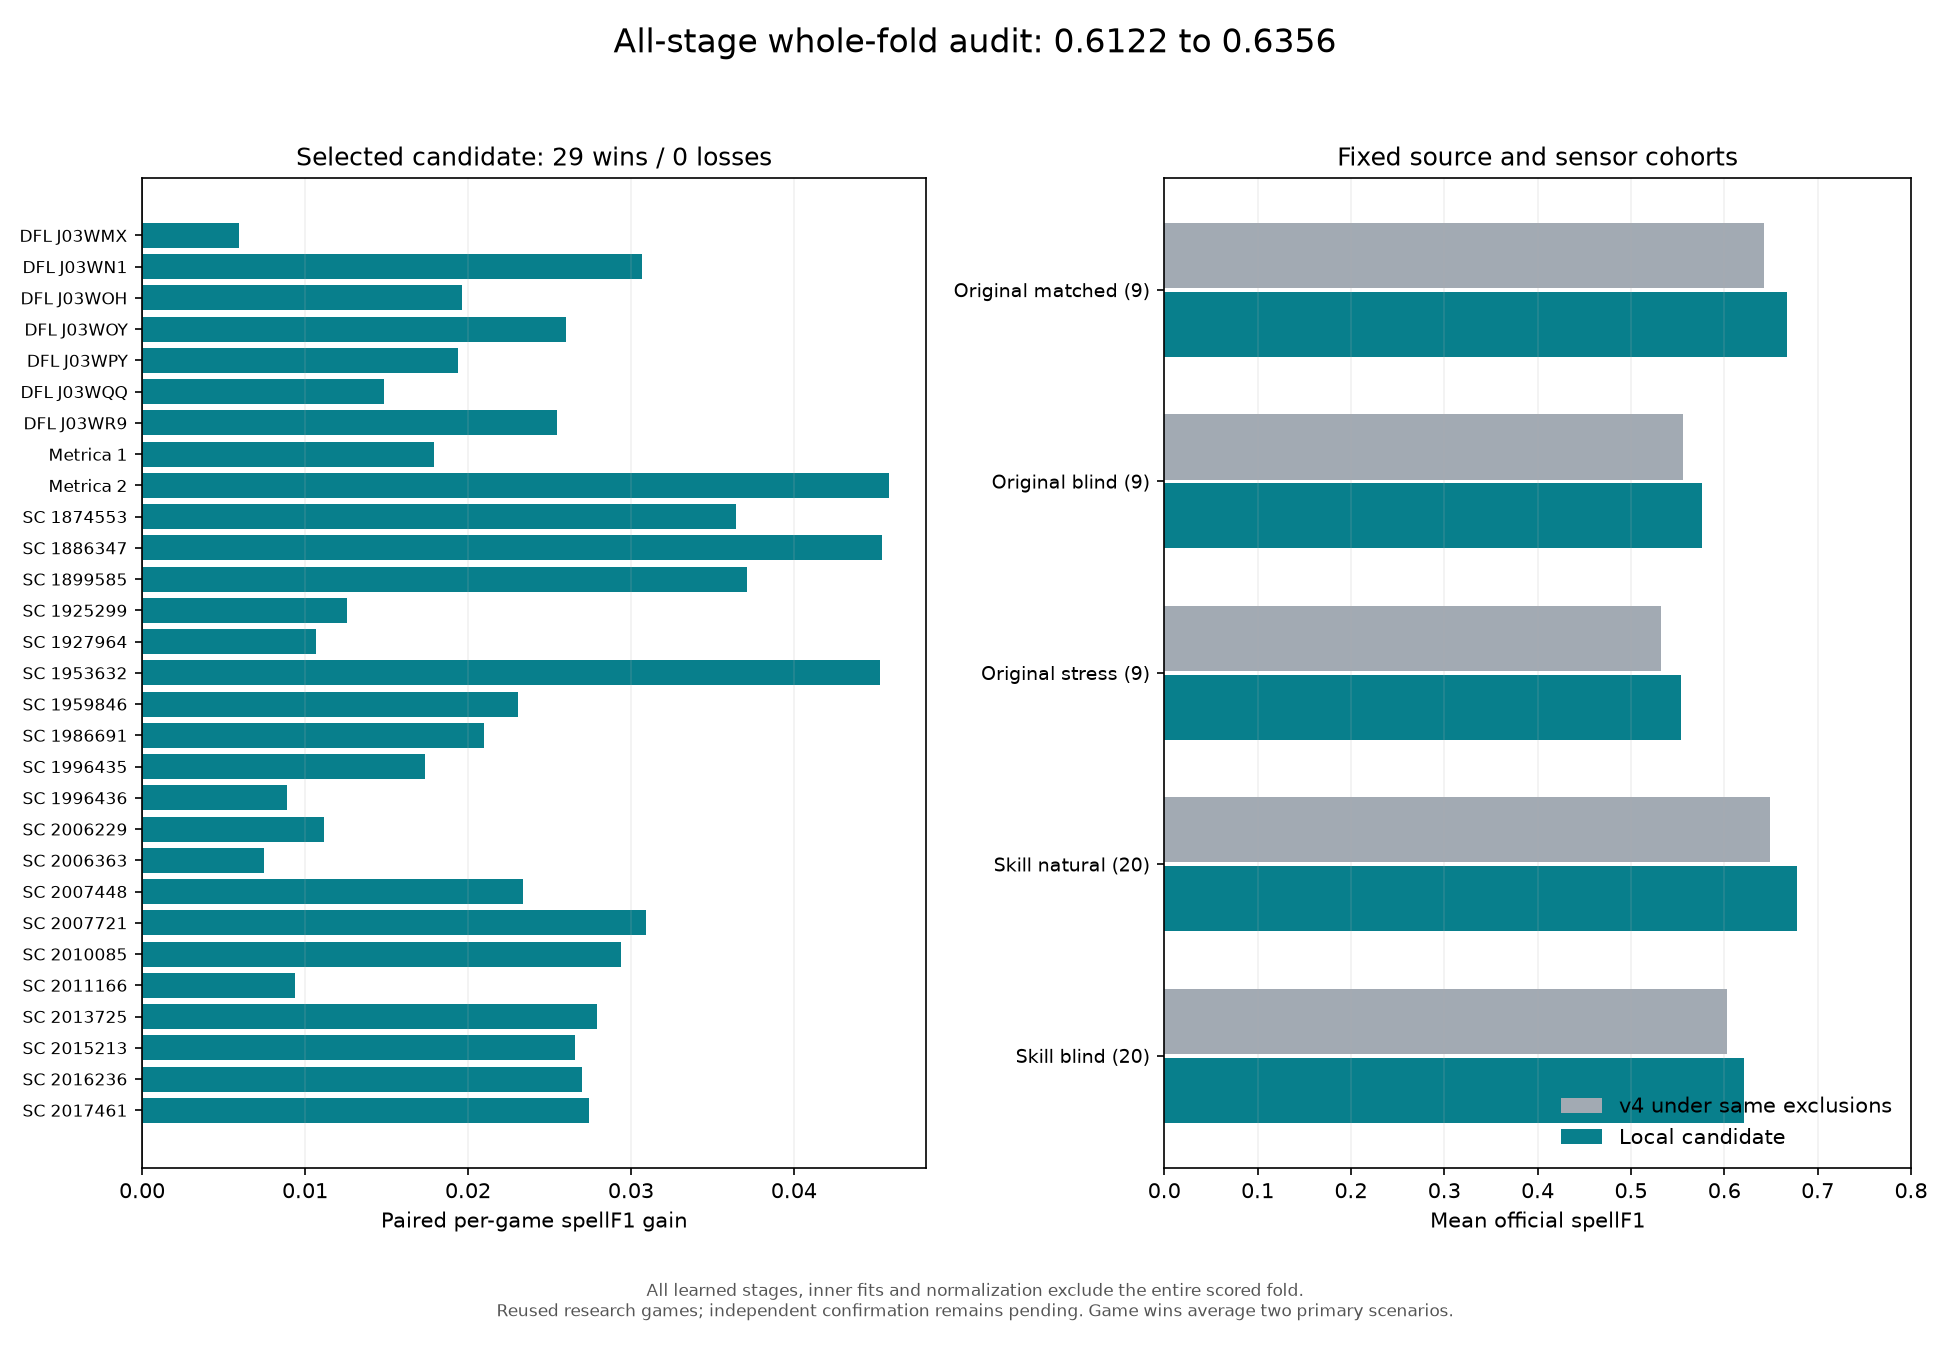 All-stage whole-fold audit: 0.6122 to 0.6356
Selected candidate: 29 wins / 0 losses
DFL J03WMX
DFL J03WN1
DFL J03WOH
DFL J03WOY
DFL J03WPY
DFL J03WQQ
DFL J03WR9
Metrica 1
Metrica 2
SC 1874553
SC 1886347
SC 1899585
SC 1925299
SC 1927964
SC 1953632
SC 1959846
SC 1986691
SC 1996435
SC 1996436
SC 2006229
SC 2006363
SC 2007448
SC 2007721
SC 2010085
SC 2011166
SC 2013725
SC 2015213
SC 2016236
SC 2017461
0.00 0.01 0.02 0.03 0.04
Paired per-game spellF1 gain
Fixed source and sensor cohorts
Original matched (9)
Original blind (9)
Original stress (9)
Skill natural (20)
Skill blind (20)
v4 under same exclusions
Local candidate
0.0 0.1 0.2 0.3 0.4 0.5 0.6 0.7 0.8
Mean official spellF1
All learned stages, inner fits and normalization exclude the entire scored fold.
Reused research games; independent confirmation remains pending. Game wins average two primary scenarios.